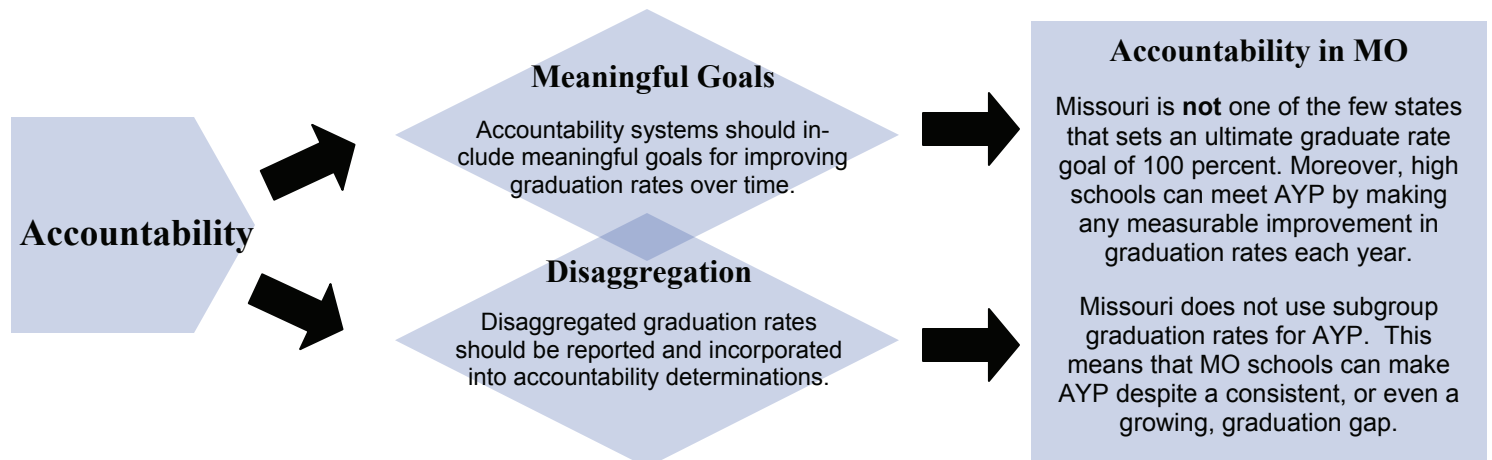 Accountability
Meaningful Goals
Accountability systems should in-
clude meaningful goals for improving
graduation rates over time.
Disaggregation
Disaggregated graduation rates
should be reported and incorporated
into accountability determinations.
Accountability in MO
Missouri is not one of the few states
that sets an ultimate graduate rate
goal of 100 percent. Moreover, high
schools can meet AYP by making
any measurable improvement in
graduation rates each year.
Missouri does not use subgroup
graduation rates for AYP.  This
means that MO schools can make
AYP despite a consistent, or even a
growing, graduation gap.